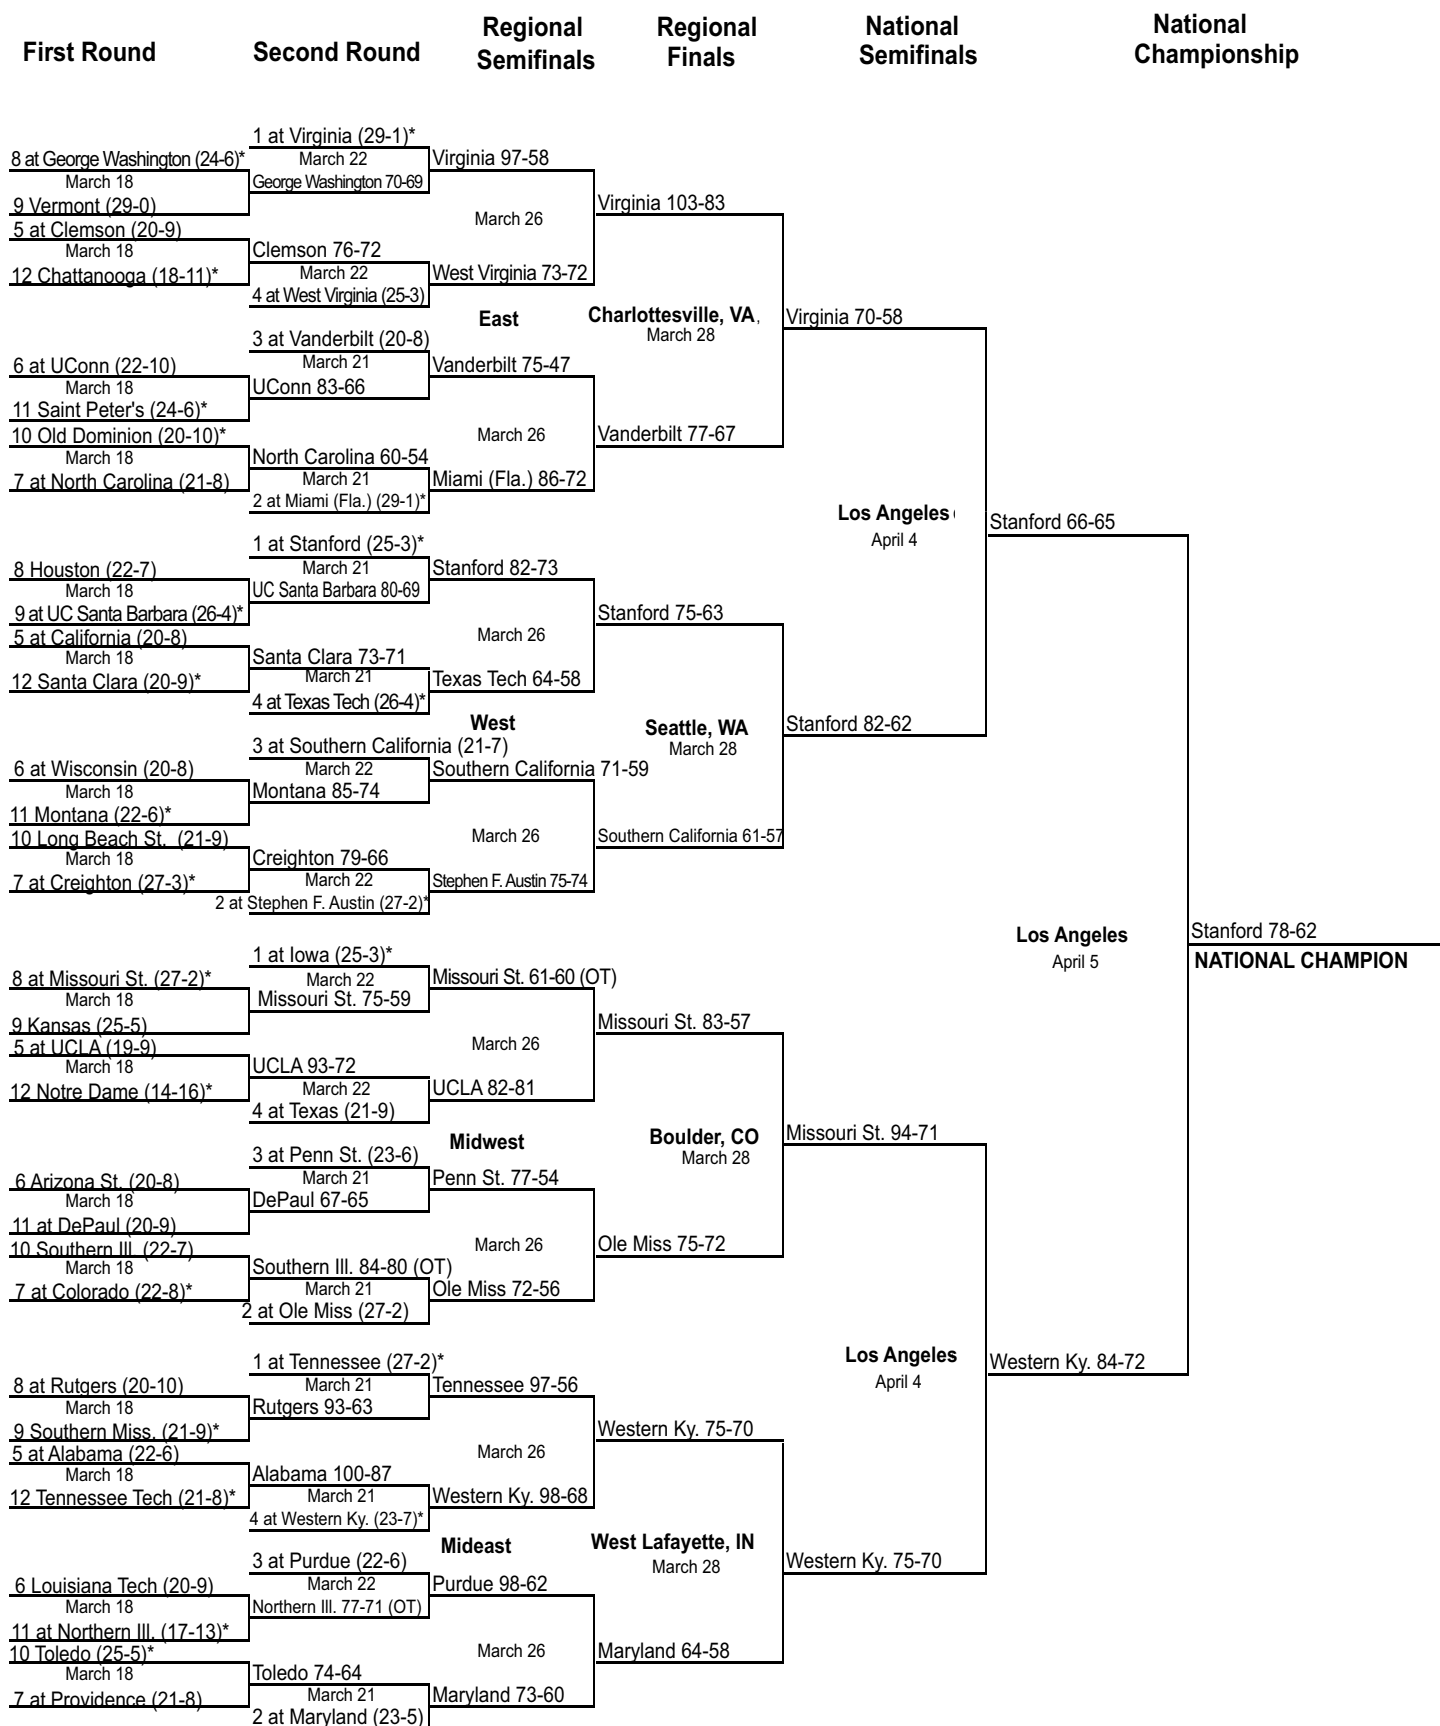 First Round
Second Round
Regional
Semifinals
Regional
Finals
National
Semifinals
National
Championship
1 at Virginia (29-1)*
8 at George Washington (24-6)*
March 22
Virginia 97-58
March 18
George Washington 70-69
9 Vermont (29-0)
Virginia 103-83
March 26
5 at Clemson (20-9)
March 18
Clemson 76-72
12 Chattanooga (18-11)*
March 22
West Virginia 73-72
4 at West Virginia (25-3)
East
Charlottesville, VA
March 28
Virginia 70-58
3 at Vanderbilt (20-8)
6 at UConn (22-10)
March 21
Vanderbilt 75-47
March 18
UConn 83-66
11 Saint Peter's (24-6)*
10 Old Dominion (20-10)*
March 26
Vanderbilt 77-67
March 18
North Carolina 60-54
7 at North Carolina (21-8)
March 21
Miami (Fla.) 86-72
2 at Miami (Fla.) (29-1)*
Los Angeles
April 4
Stanford 66-65
1 at Stanford (25-3)*
8 Houston (22-7)
March 21
Stanford 82-73
March 18
UC Santa Barbara 80-69
9 at UC Santa Barbara (26-4)*
Stanford 75-63
5 at California (20-8)
March 26
March 18
Santa Clara 73-71
12 Santa Clara (20-9)*
March 21
Texas Tech 64-58
4 at Texas Tech (26-4)*
West
Seattle, WA
March 28
Stanford 82-62
3 at Southern California (21-7)
6 at Wisconsin (20-8)
March 22
Southern California 71-59
March 18
Montana 85-74
11 Montana (22-6)*
10 Long Beach St. (21-9)
March 26
Southern California 61-57
March 18
Creighton 79-66
7 at Creighton (27-3)*
March 22
Stephen F. Austin 75-74
2 at Stephen F. Austin (27-2)*
Los Angeles
April 5
Stanford 78-62
NATIONAL CHAMPION
1 at Iowa (25-3)*
8 at Missouri St. (27-2)*
March 22
Missouri St. 61-60 (OT)
March 18
Missouri St. 75-59
9 Kansas (25-5)
Missouri St. 83-57
5 at UCLA (19-9)
March 26
March 18
UCLA 93-72
12 Notre Dame (14-16)*
March 22
UCLA 82-81
4 at Texas (21-9)
Midwest
Boulder, CO
March 28
Missouri St. 94-71
3 at Penn St. (23-6)
6 Arizona St. (20-8)
March 21
Penn St. 77-54
March 18
DePaul 67-65
11 at DePaul (20-9)
10 Southern Ill. (22-7)
March 26
Ole Miss 75-72
March 18
Southern Ill. 84-80 (OT)
7 at Colorado (22-8)*
March 21
Ole Miss 72-56
2 at Ole Miss (27-2)
Los Angeles
April 4
Western Ky. 84-72
1 at Tennessee (27-2)*
8 at Rutgers (20-10)
March 21
Tennessee 97-56
March 18
Rutgers 93-63
9 Southern Miss. (21-9)*
Western Ky. 75-70
5 at Alabama (22-6)
March 26
March 18
Alabama 100-87
12 Tennessee Tech (21-8)*
March 21
Western Ky. 98-68
4 at Western Ky. (23-7)*
Mideast
West Lafayette, IN
March 28
Western Ky. 75-70
3 at Purdue (22-6)
6 Louisiana Tech (20-9)
March 22
Purdue 98-62
March 18
Northern Ill. 77-71 (OT)
11 at Northern Ill. (17-13)*
10 Toledo (25-5)*
March 26
Maryland 64-58
March 18
Toledo 74-64
7 at Providence (21-8)
March 21
Maryland 73-60
2 at Maryland (23-5)